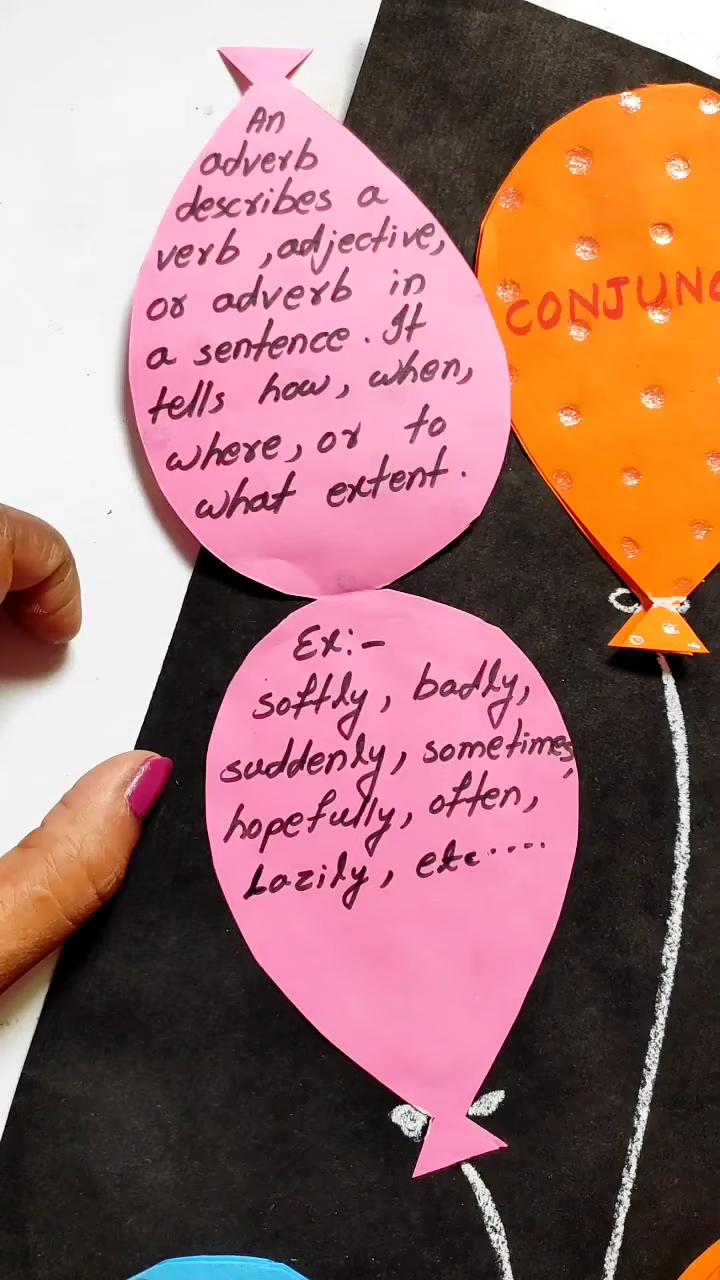 An
adverb
describes a
verb, adjective,
or adverb in
a sentence. It
tells how, when,
where, or to
what extent.
Ex:-
softly, badly,
suddenly, sometimes,
hopefully, often,
Lazily, etc....
CONJUNC